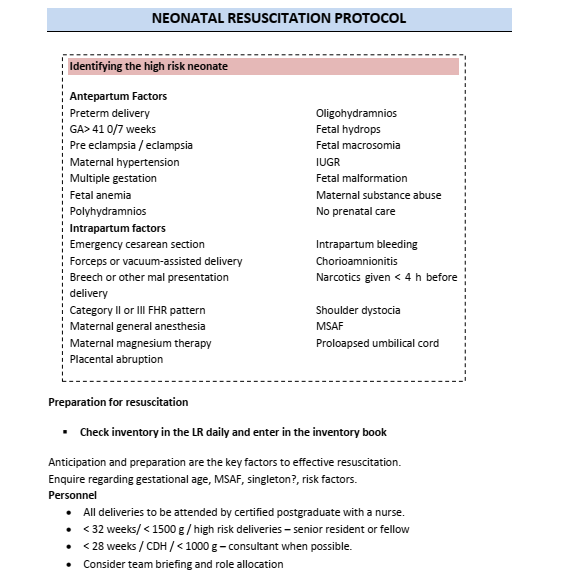 NEONATAL RESUSCITATION PROTOCOL
Identifying the high risk neonate
Antepartum Factors
Preterm delivery Oligohydramnios
GA> 41 0/7 weeks Fetal hydrops
Pre eclampsia / eclampsia Fetal macrosomia
Maternal hypertension IUGR
Multiple gestation Fetal malformation
Fetal anemia Maternal substance abuse
Polyhydramnios No prenatal care
Intrapartum factors
Emergency cesarean section Intrapartum bleeding
Forceps or vacuum-assisted delivery Chorioamnionitis
Breech or other mal presentation Narcotics given < 4 h before
delivery
Category II or III FHR pattern Shoulder dystocia
Maternal general anesthesia MSAF
Maternal magnesium therapy Proloapsed umbilical cord
Placental abruption
Preparation for resuscitation
▪ Check inventory in the LR daily and enter in the inventory book
Anticipation and preparation are the key factors to effective resuscitation.
Enquire regarding gestational age, MSAF, singleton?, risk factors.
Personnel
• All deliveries to be attended by certified postgraduate with a nurse.
• < 32 weeks/ < 1500 g / high risk deliveries – senior resident or fellow
• < 28 weeks / CDH / < 1000 g – consultant when possible.
• Consider team briefing and role allocation